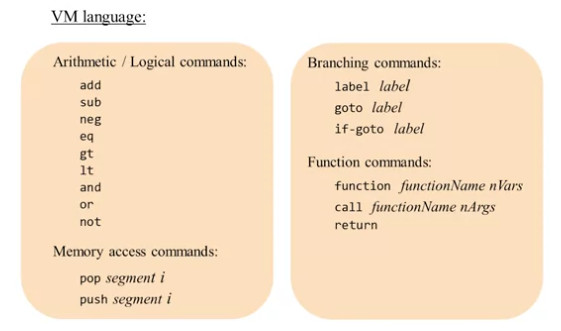 VM language:
Arithmetic / Logical commands:
add
sub
neg
eq
gt
lt
and
or
not
Memory access commands:
pop segment i
push segment i
Branching commands:
label label
goto label
if-goto label
Function commands:
function functionName nVars
call functionName nArgs
return